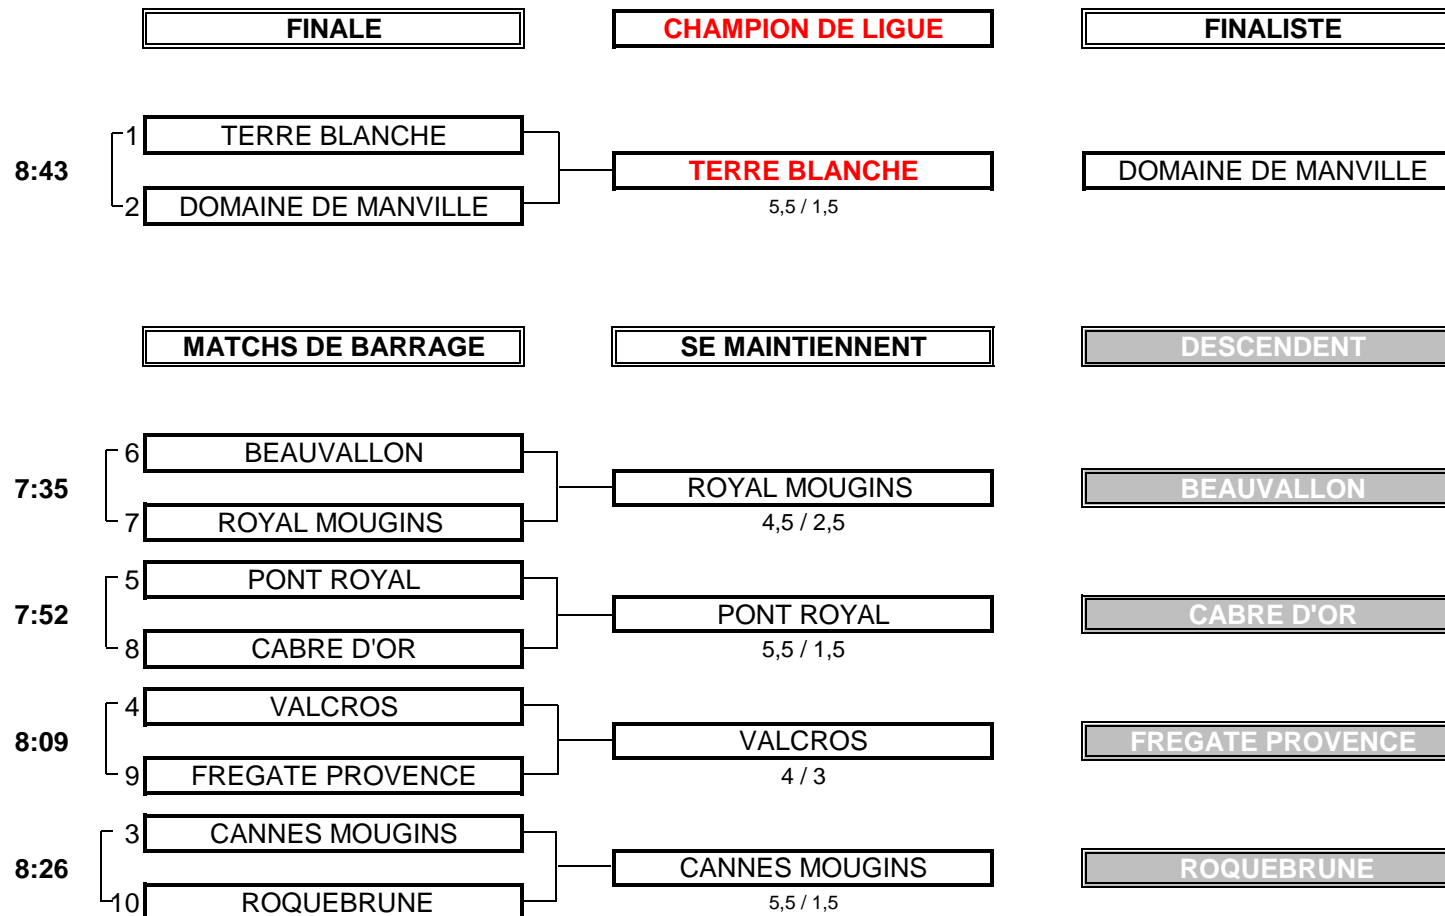 FINALE CHAMPION DE LIGUE FINALISTE
1 TERRE BLANCHE
8:43 TERRE BLANCHE DOMAINE DE MANVILLE
2 DOMAINE DE MANVILLE 5,5 / 1,5
MATCHS DE BARRAGE SE MAINTIENNENT DESCENDENT
6 BEAUVALLON
7:35 ROYAL MOUGINS BEAUVALLON
7 ROYAL MOUGINS 4,5 / 2,5
5 PONT ROYAL
7:52 PONT ROYAL CABRE D'OR
8 CABRE D'OR 5,5 / 1,5
4 VALCROS
8:09 VALCROS FREGATE PROVENCE
9 FREGATE PROVENCE 4 / 3
3 CANNES MOUGINS
8:26 CANNES MOUGINS ROQUEBRUNE
10 ROQUEBRUNE 5,5 / 1,5